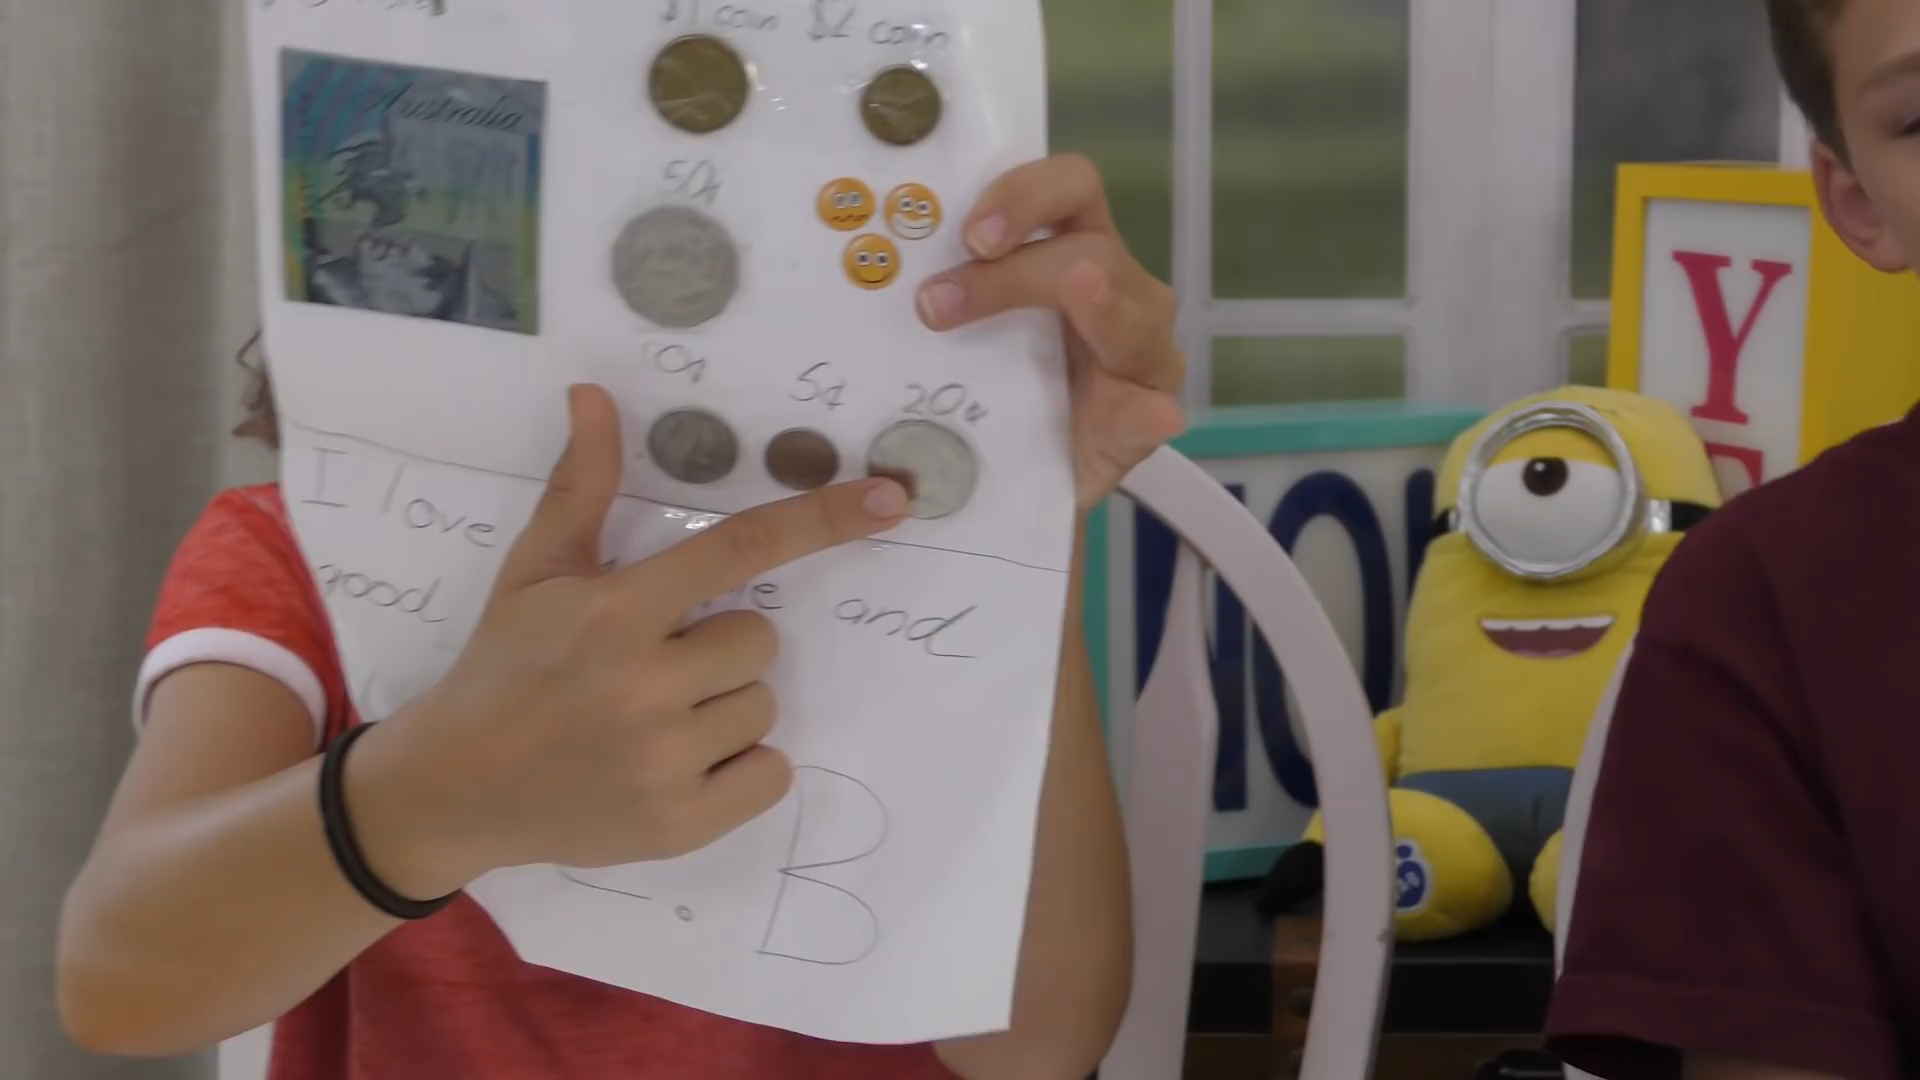 $1 coin $2 coin
Australia
50¢
10¢
5¢ 20¢
I love
good and
B
Y